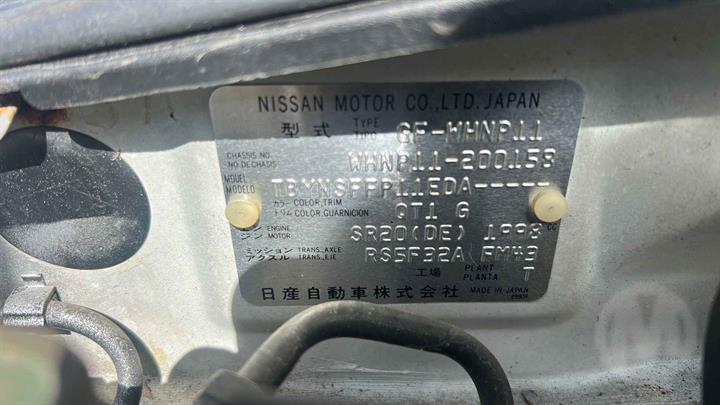 NISSAN MOTOR CO.,LTD. JAPAN
型式 TYPE TIPO GF-WHNP11
CHASSIS NO. NO.DE CHASIS WHNP11-200158
MODEL MODELO TBYNSFFP11EDA-----
カラー COLOR,TRIM トリム COLOR,GUARNICION QT1 G
エンジン ENGINE MOTOR SR20(DE) 1998 CC
ミッション TRANS. アクスル AXLE TRANS., EJE RS5F32A FM43
工場 PLANT PLANTA T
日産自動車株式会社 MADE IN JAPAN
M